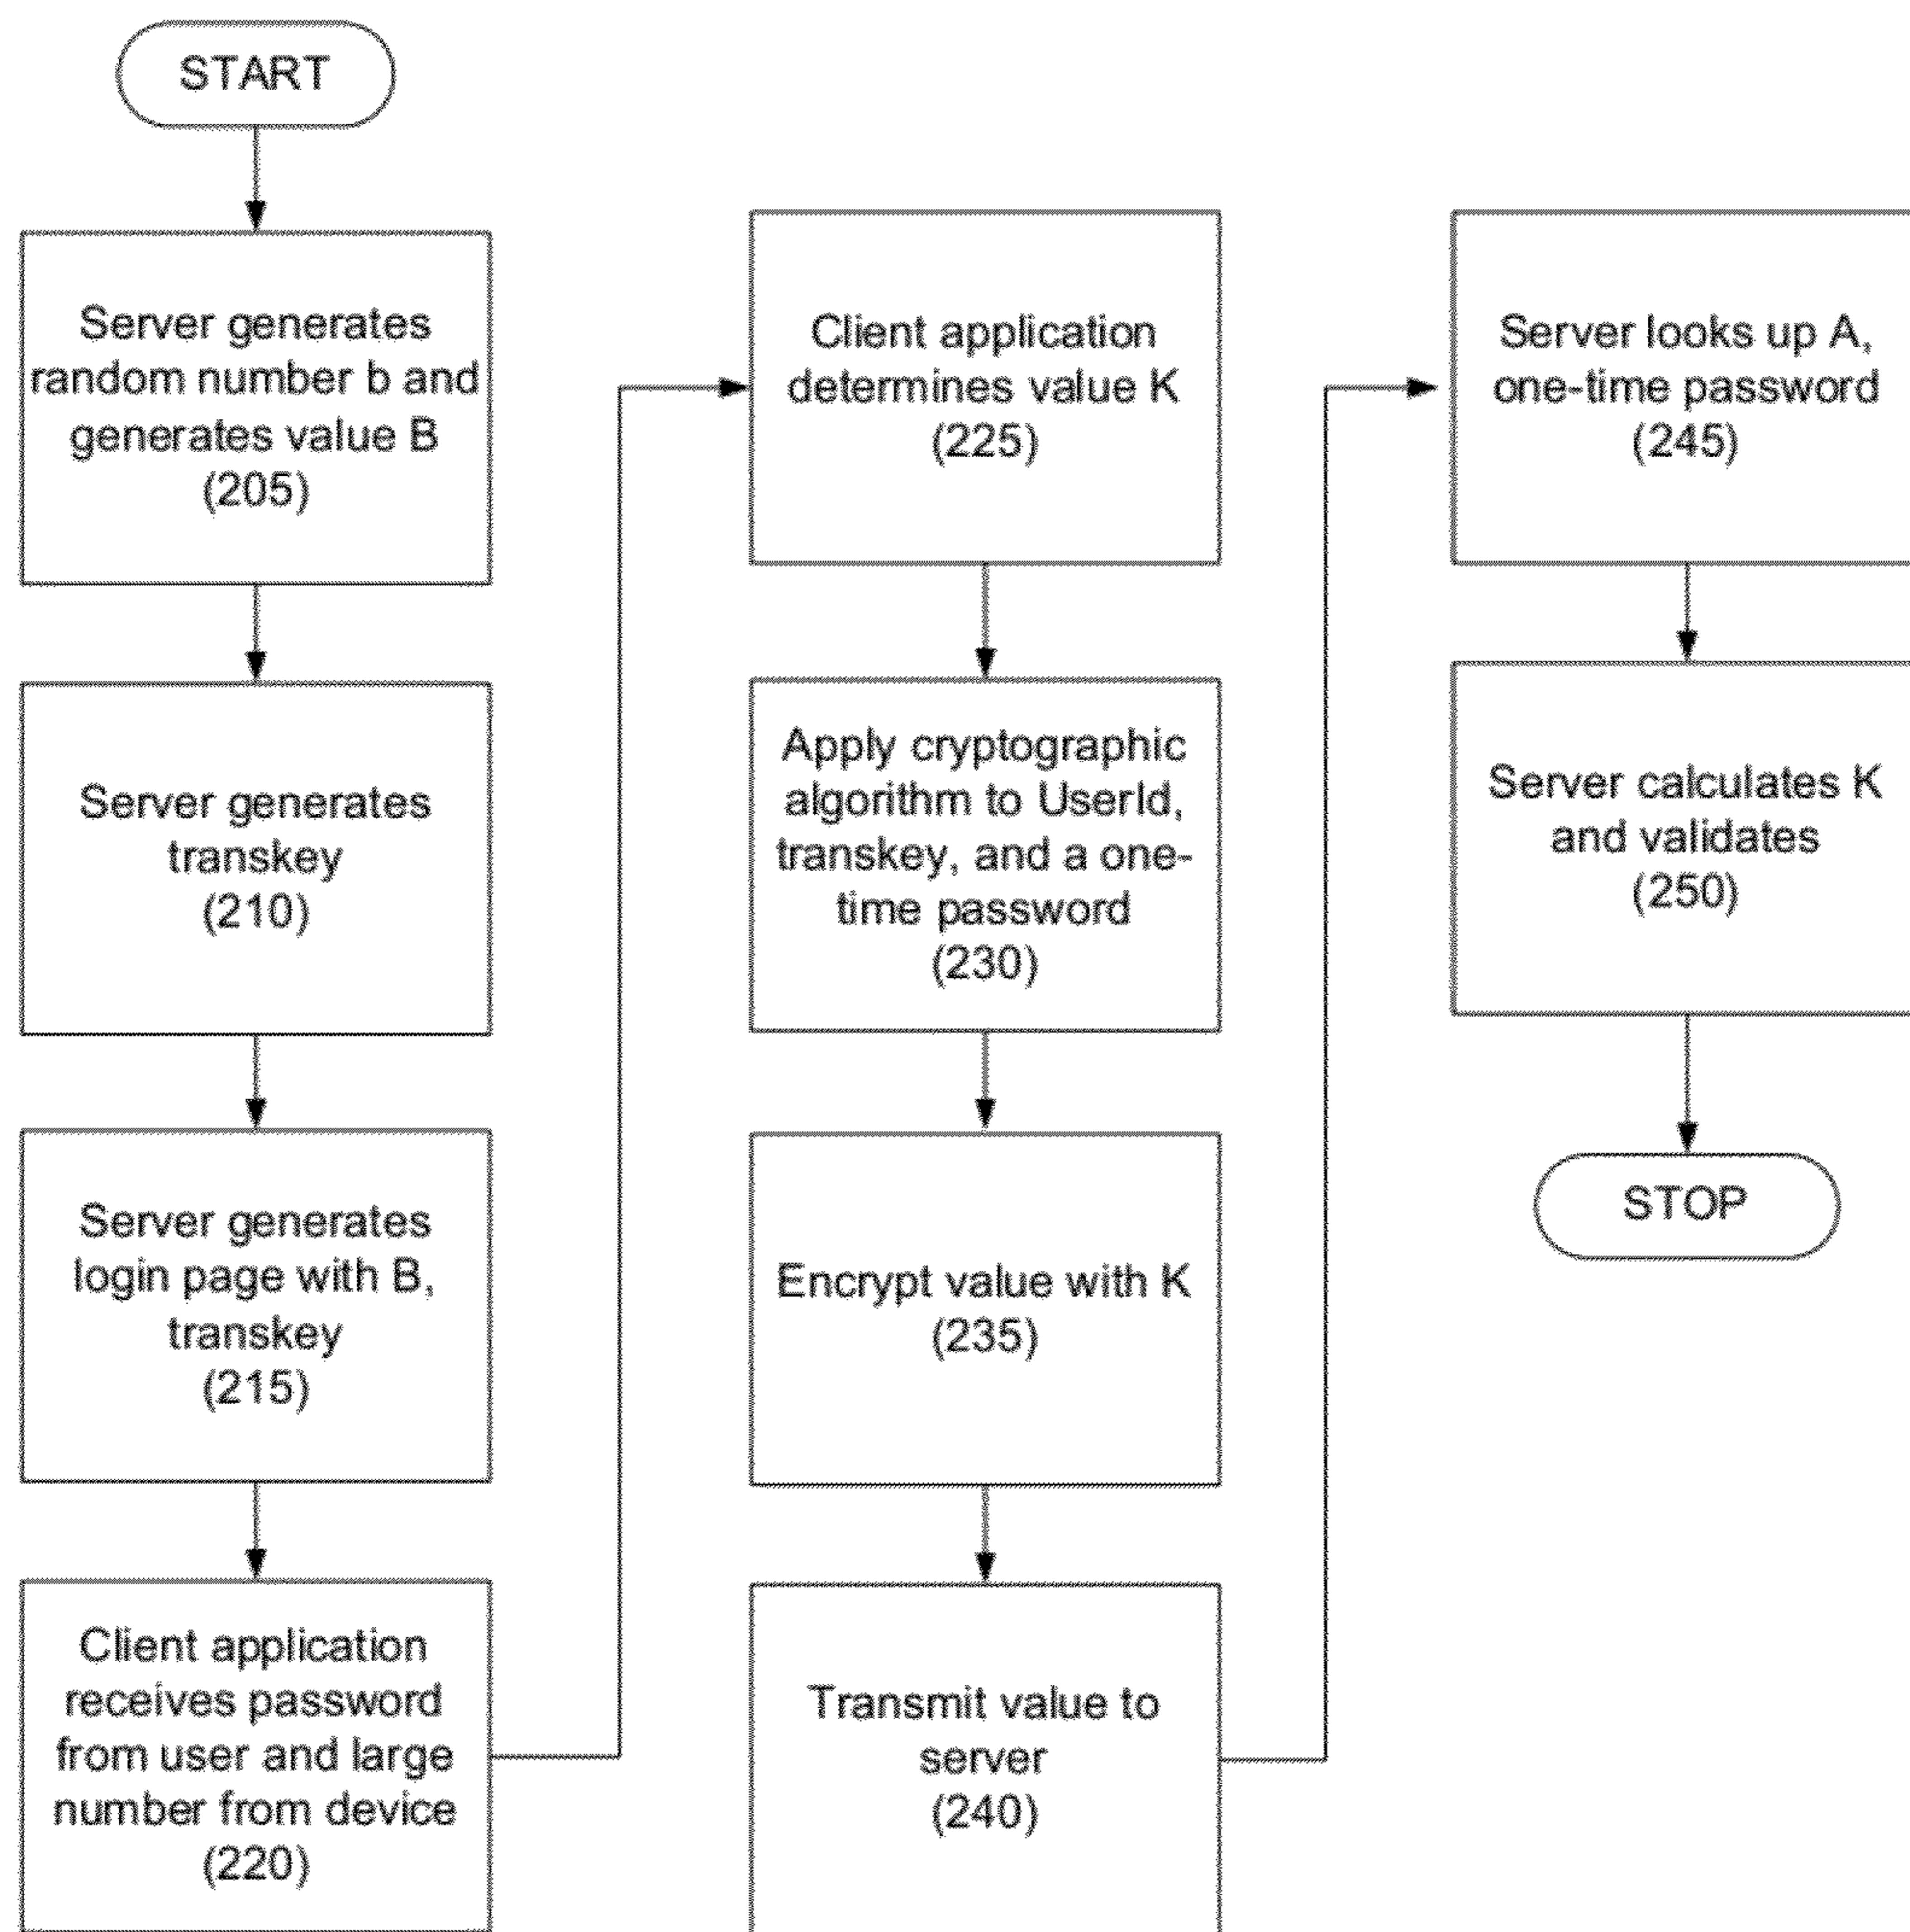 START
Server generates
random number b and
generates value B
(205)
Server generates
transkey
(210)
Server generates
login page with B,
transkey
(215)
Client application
receives password
from user and large
number from device
(220)
Client application
determines value K
(225)
Apply cryptographic
algorithm to UserId,
transkey, and a one-
time password
(230)
Encrypt value with K
(235)
Transmit value to
server
(240)
Server looks up A,
one-time password
(245)
Server calculates K
and validates
(250)
STOP